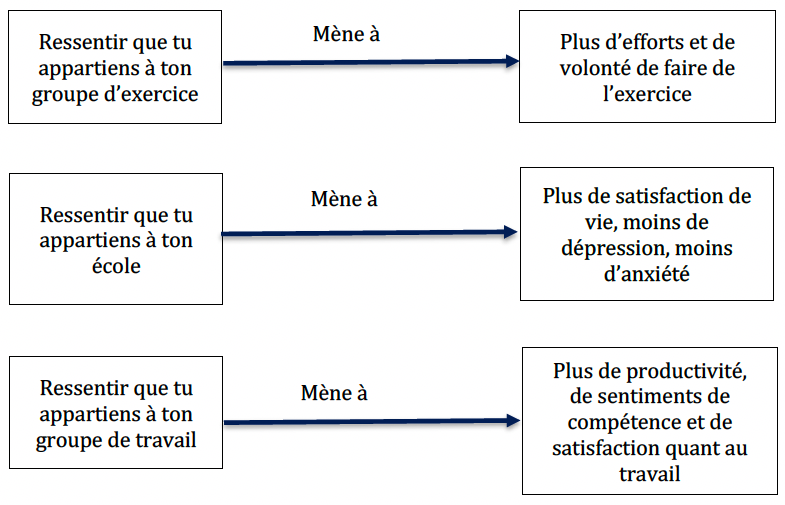 Ressentir que tu
appartiens à ton
groupe d’exercice
Mène à
Plus d’efforts et de
volonté de faire de
l’exercice
Ressentir que tu
appartiens à ton
école
Mène à
Plus de satisfaction de
vie, moins de
dépression, moins
d’anxiété
Ressentir que tu
appartiens à ton
groupe de travail
Mène à
Plus de productivité,
de sentiments de
compétence et de
satisfaction quant au
travail